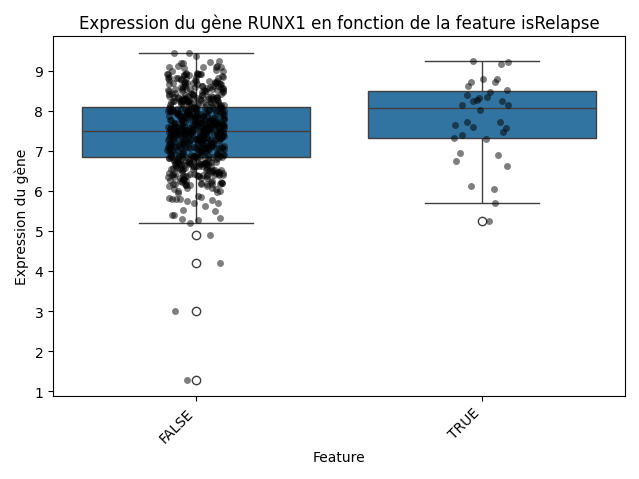 Expression du gène RUNX1 en fonction de la feature isRelapse
Expression du gène
9
8
7
6
5
4
3
2
1
FALSE
TRUE
Feature